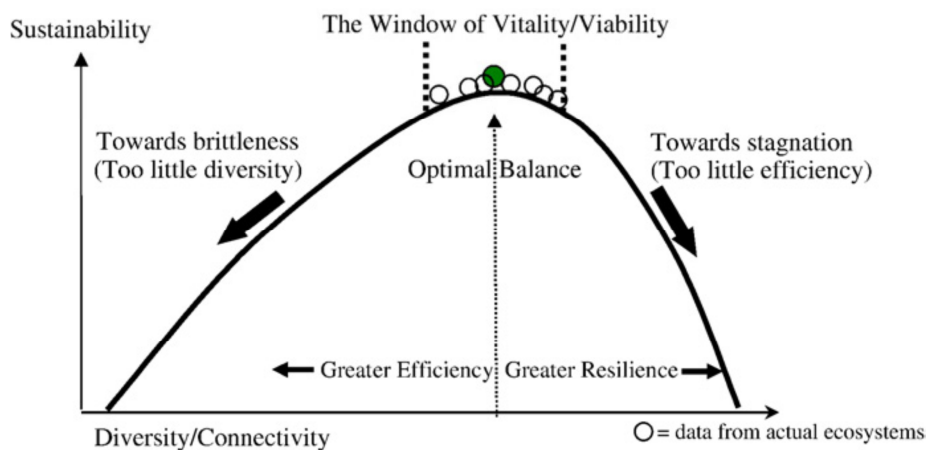 Sustainability
The Window of Vitality/Viability
Towards brittleness
(Too little diversity)
Optimal Balance
Towards stagnation
(Too little efficiency)
Greater Efficiency
Greater Resilience
Diversity/Connectivity
= data from actual ecosystems